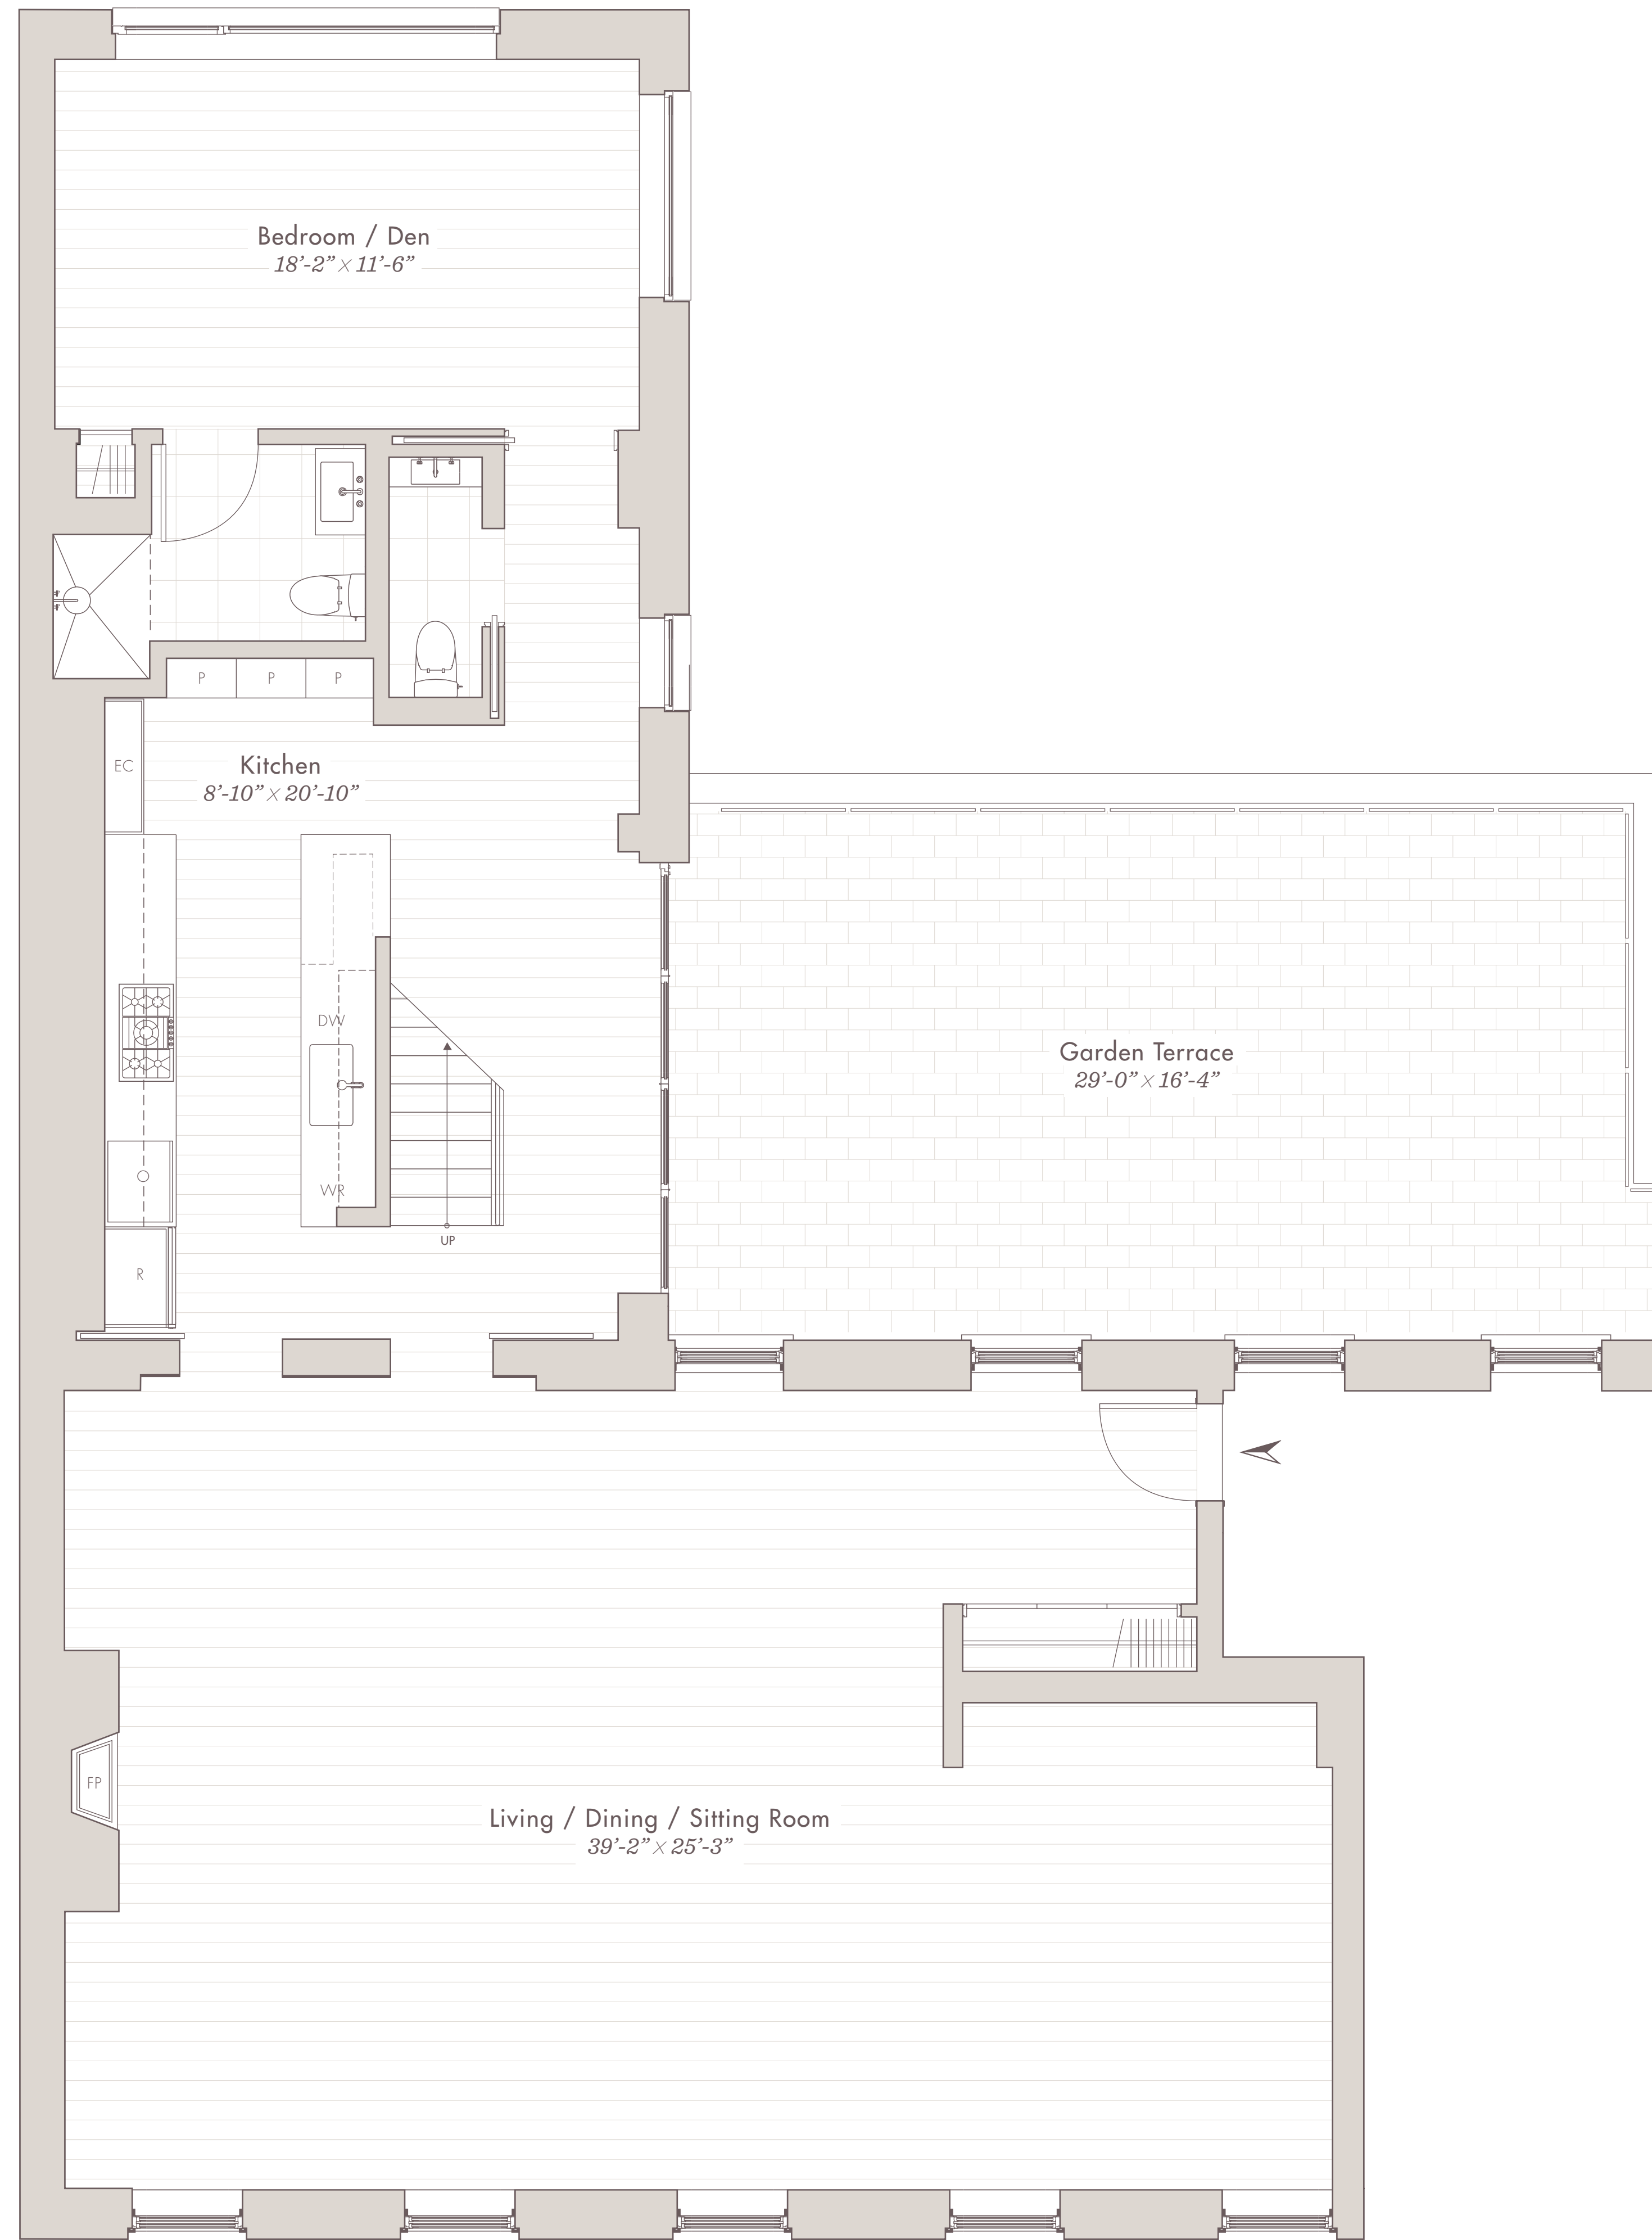 Bedroom / Den
18’-2” × 11’-6”
P P P
EC
Kitchen
8’-10” × 20’-10”
DW
Garden Terrace
29’-0” × 16’-4”
WR
UP
R
FP
Living / Dining / Sitting Room
39’-2” × 25’-3”